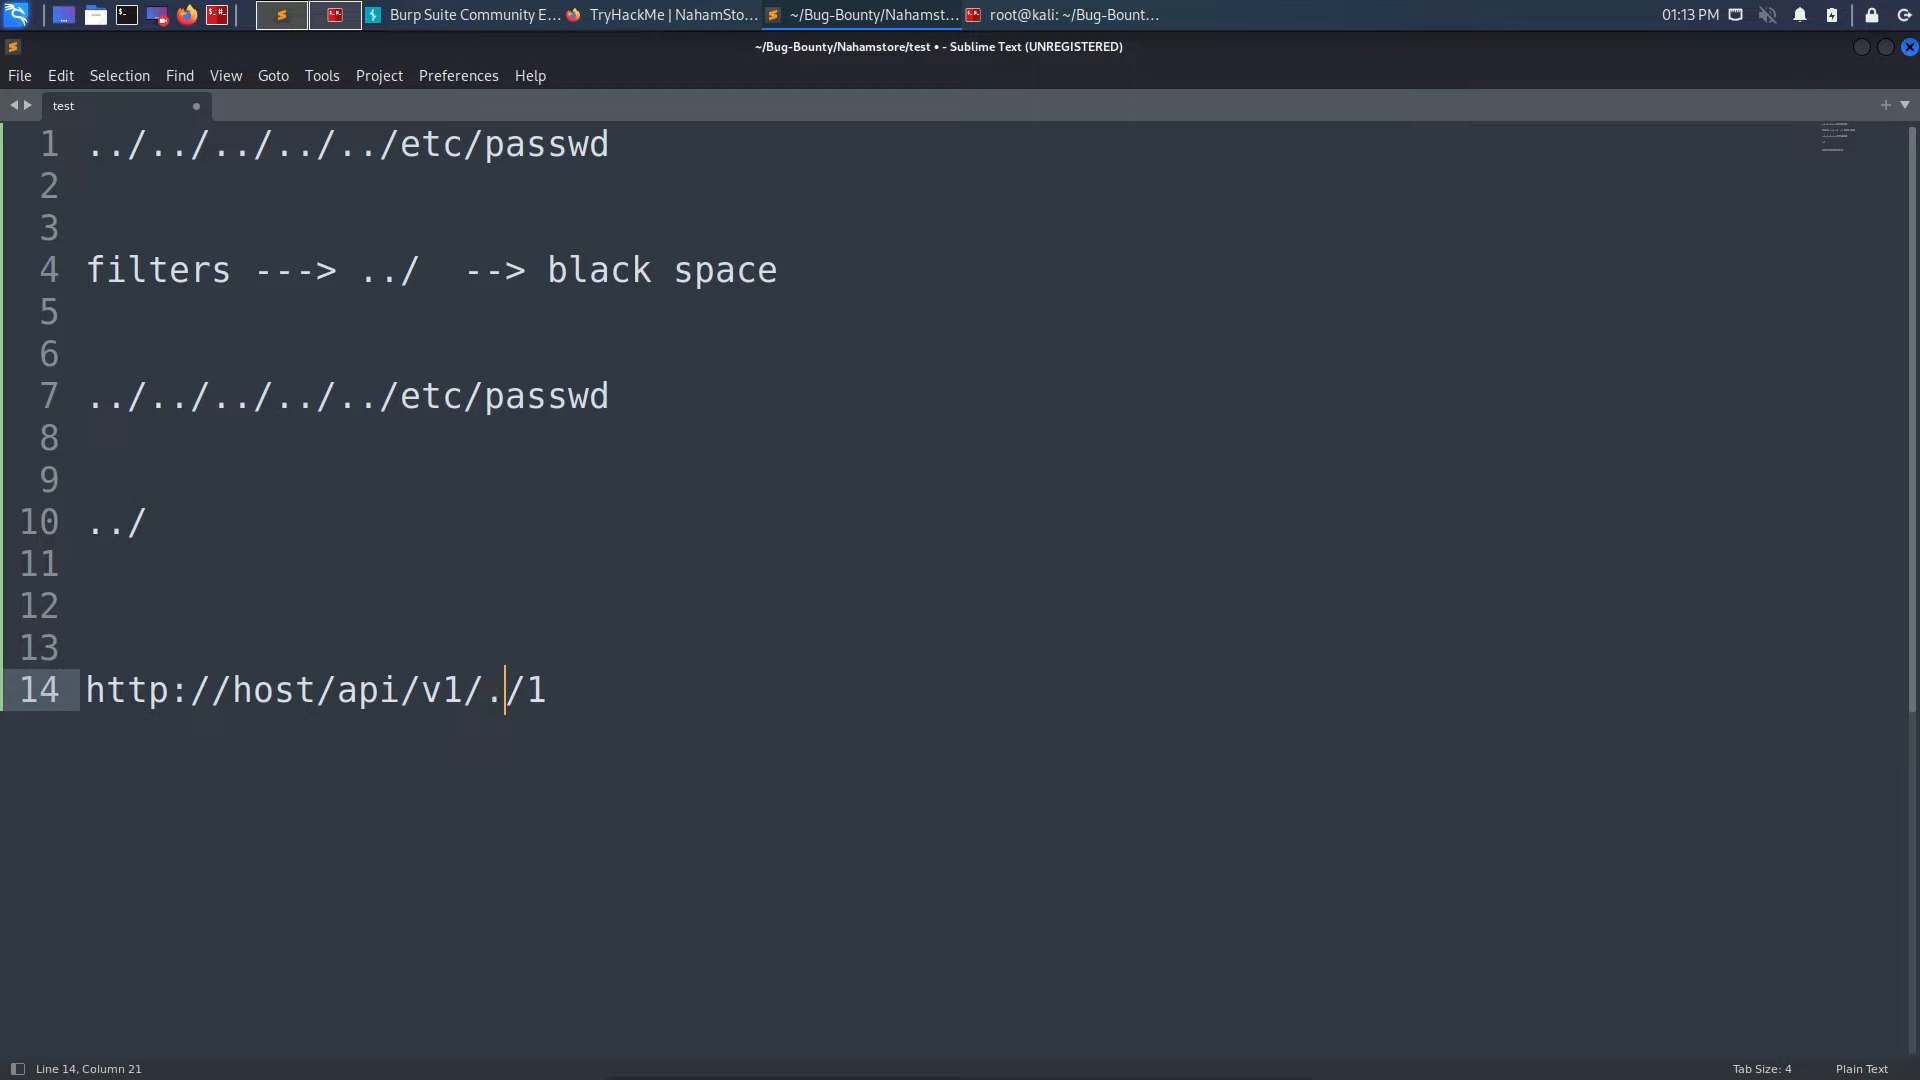 Burp Suite Community E...
TryHackMe | NahamSto...
~/Bug-Bounty/Nahamst...
root@kali: ~/Bug-Bount...
01:13 PM
~/Bug-Bounty/Nahamstore/test • - Sublime Text (UNREGISTERED)
File Edit Selection Find View Goto Tools Project Preferences Help
test
1 ../../../../../etc/passwd
2
3
4 filters ---> ../  --> black space
5
6
7 ../../../../../etc/passwd
8
9
10 ../
11
12
13
14 http://host/api/v1/./1
Line 14, Column 21
Tab Size: 4
Plain Text